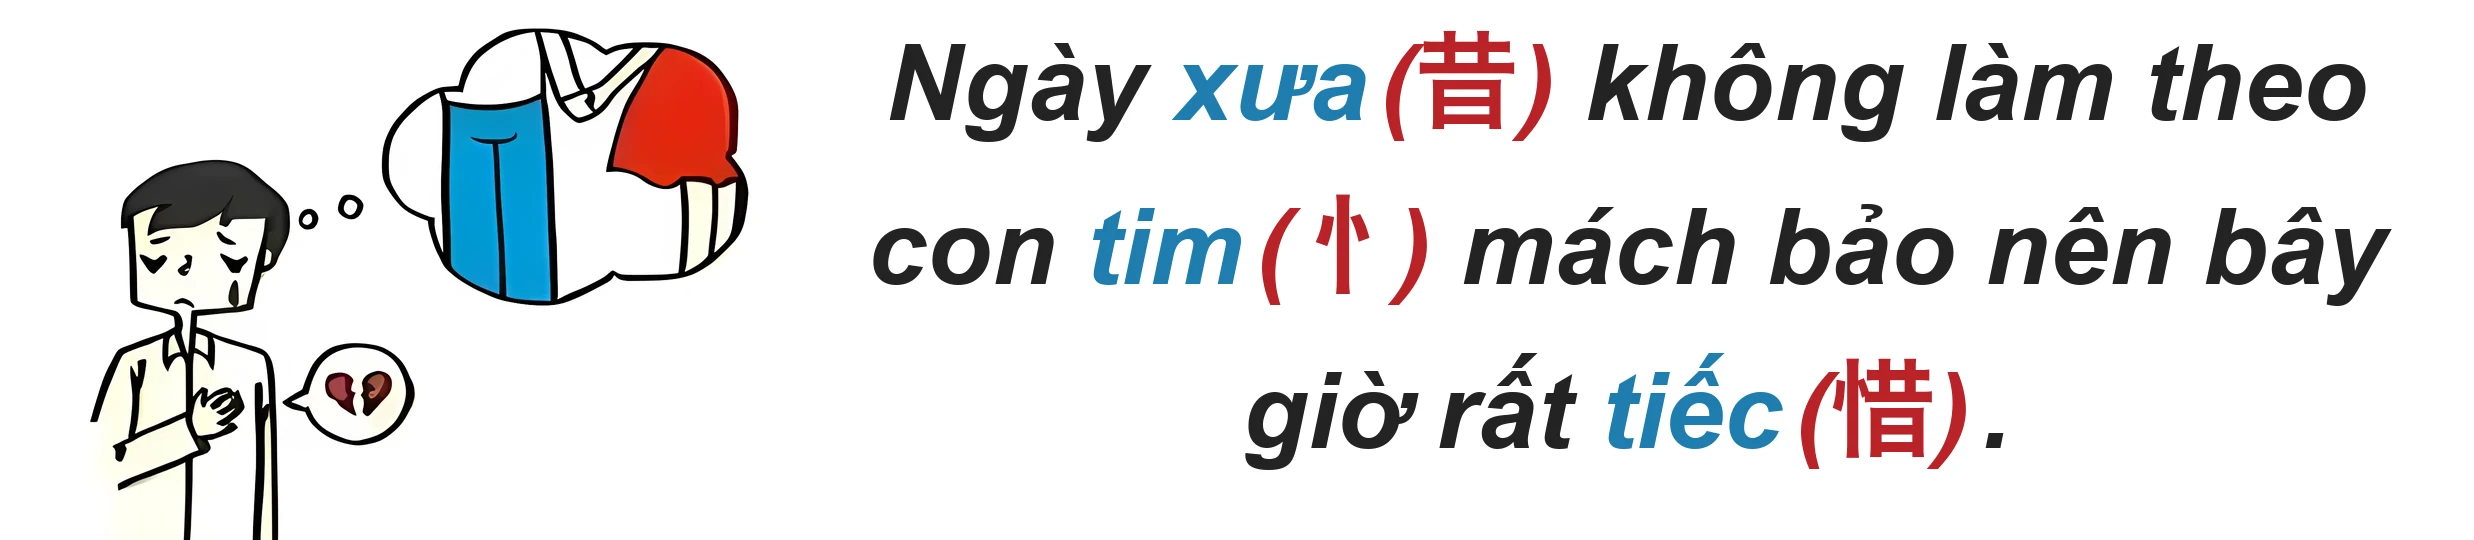 Ngày xưa(昔) không làm theo
con tim(忄) mách bảo nên bây
giờ rất tiếc(惜).